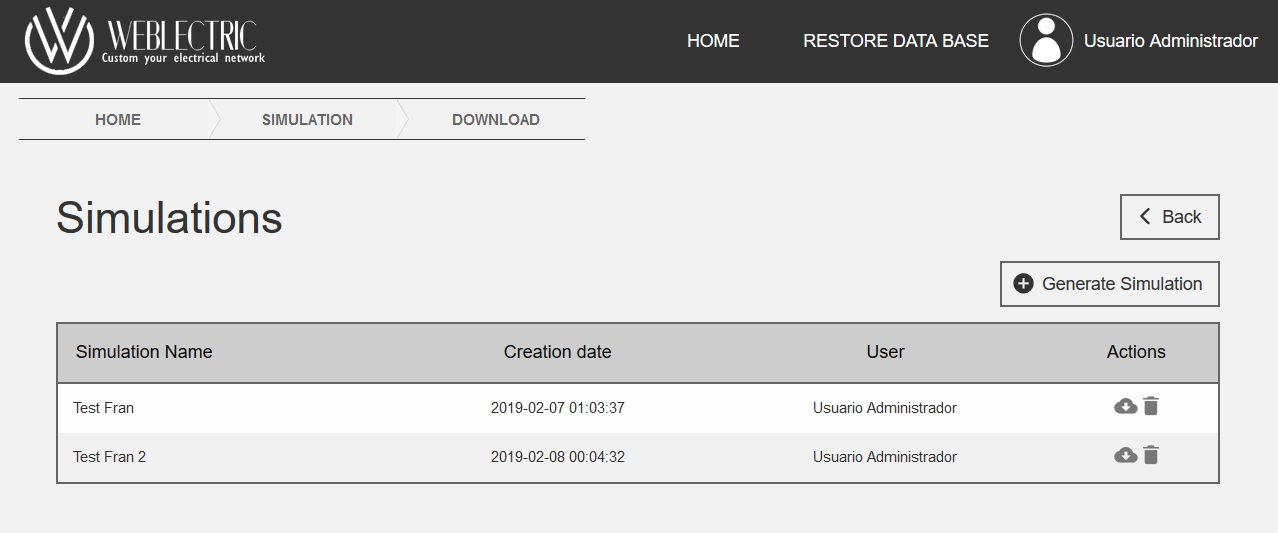 WEBLECTRIC
Custom your electrical network
HOME RESTORE DATA BASE Usuario Administrador
HOME SIMULATION DOWNLOAD
Simulations
Back
Generate Simulation
Simulation Name Creation date User Actions
Test Fran 2019-02-07 01:03:37 Usuario Administrador
Test Fran 2 2019-02-08 00:04:32 Usuario Administrador